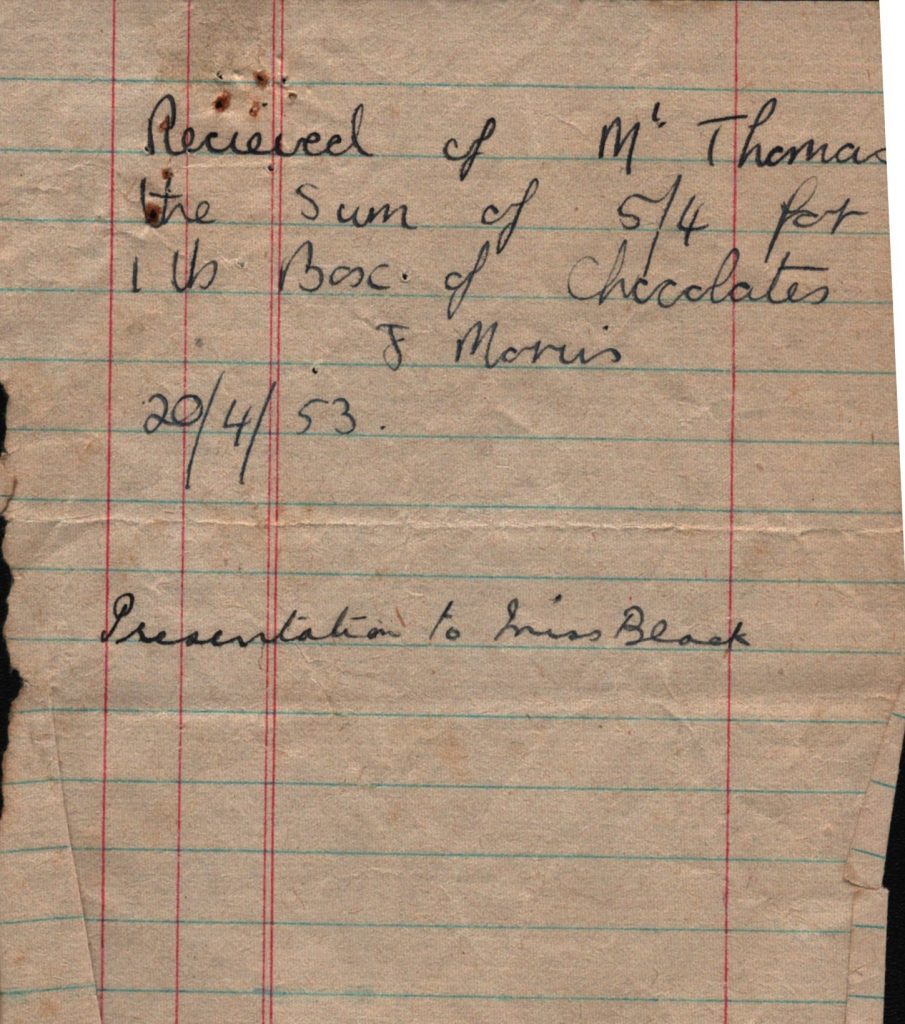 Recieved of Mr Thomas
the Sum of 5/4 for
1 lb Box. of Chocolates
J Morris
20/4/53.
Presentation to Miss Black